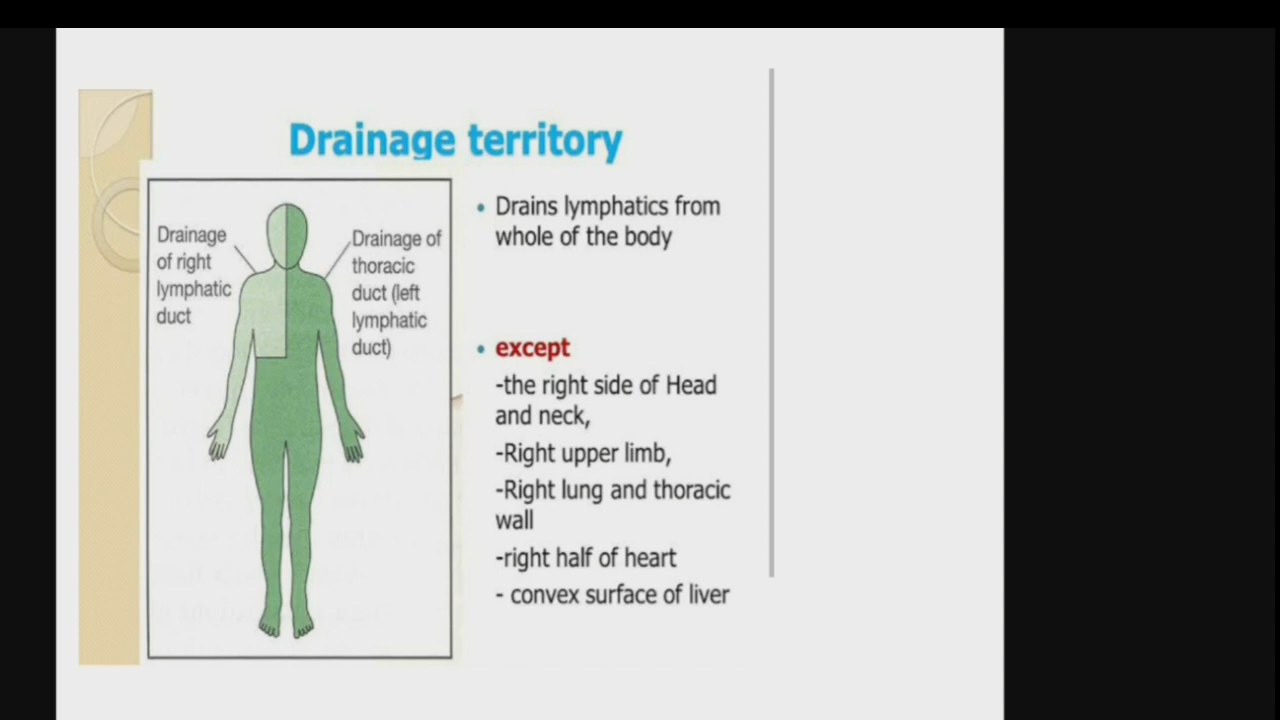 Drainage territory
Drainage
of right
lymphatic
duct
Drainage of
thoracic
duct (left
lymphatic
duct)
• Drains lymphatics from
whole of the body
• except
-the right side of Head
and neck,
-Right upper limb,
-Right lung and thoracic
wall
-right half of heart
- convex surface of liver